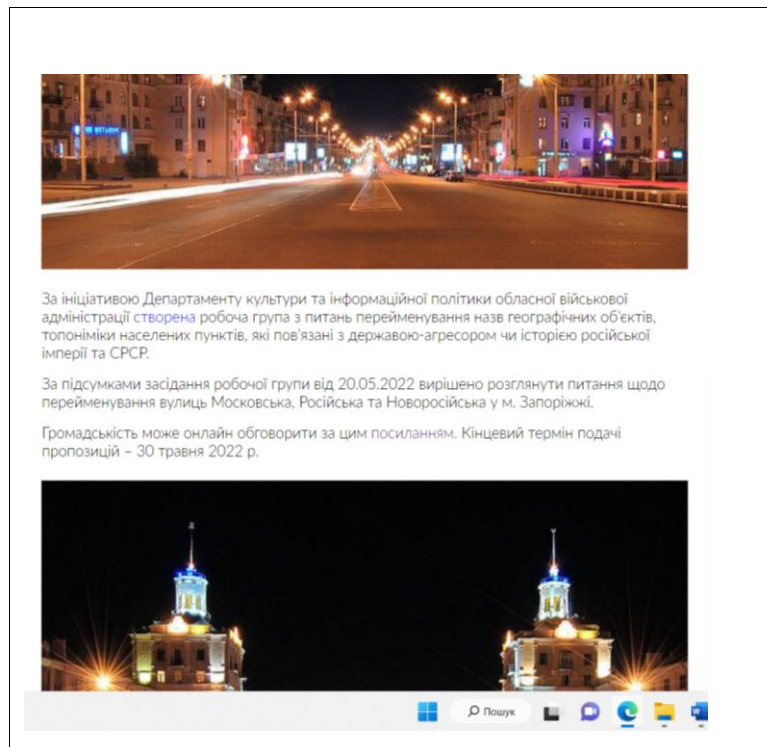 За ініціативою Департаменту культури та інформаційної політики обласної військової
адміністрації створена робоча група з питань перейменування назв географічних об'єктів,
топоніміки населених пунктів, які пов'язані з державою-агресором чи історією російської
імперії та СРСР.
За підсумками засідання робочої групи від 20.05.2022 вирішено розглянути питання щодо
перейменування вулиць Московська, Російська та Новоросійська у м. Запоріжжі.
Громадськість може онлайн обговорити за цим посиланням. Кінцевий термін подачі
пропозицій – 30 травня 2022 р.
Пошук